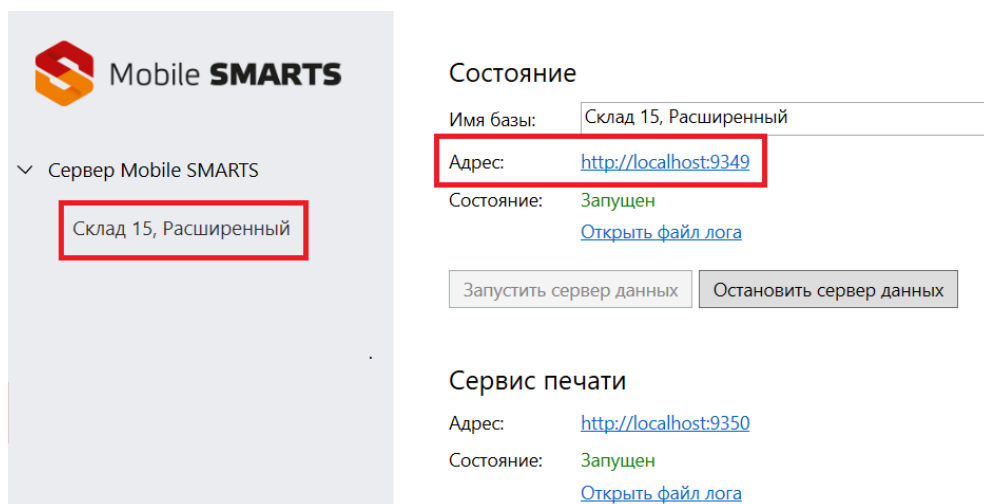 Mobile SMARTS
Сервер Mobile SMARTS
Склад 15, Расширенный
Состояние
Имя базы: Склад 15, Расширенный
Адрес: http://localhost:9349
Состояние: Запущен
Открыть файл лога
Запустить сервер данных Остановить сервер данных
Сервис печати
Адрес: http://localhost:9350
Состояние: Запущен
Открыть файл лога